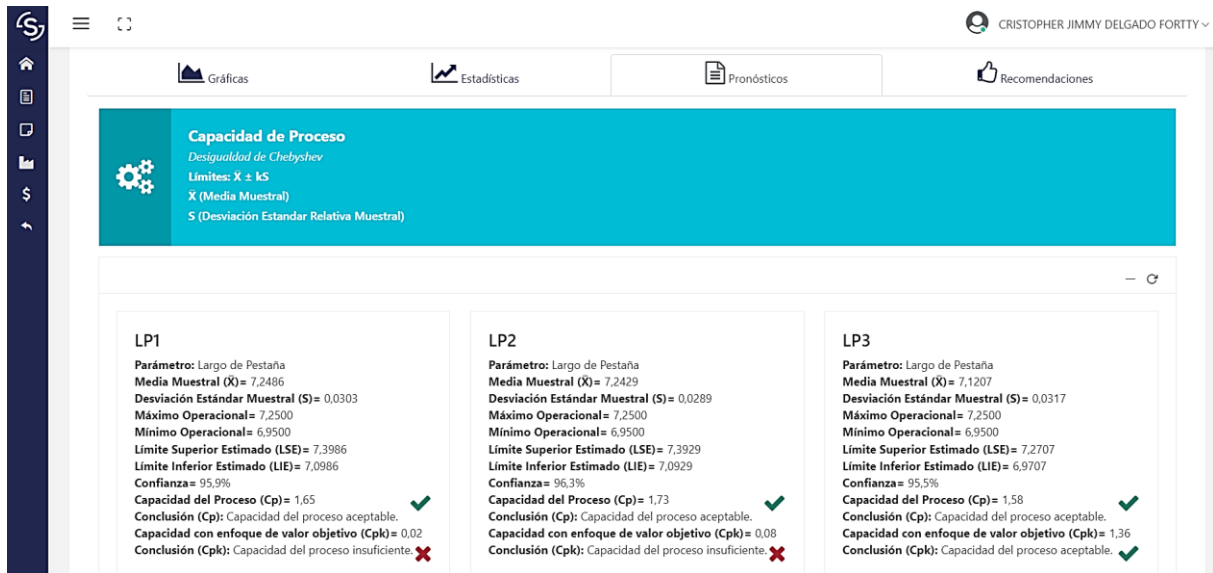 CRISTOPHER JIMMY DELGADO FORTTY
Gráficas
Estadísticas
Pronósticos
Recomendaciones
Capacidad de Proceso
Desigualdad de Chebyshev
Límites: X̄ ± kS
X̄ (Media Muestral)
S (Desviación Estandar Relativa Muestral)
LP1
Parámetro: Largo de Pestaña
Media Muestral (X̄)= 7,2486
Desviación Estándar Muestral (S)= 0,0303
Máximo Operacional= 7,2500
Mínimo Operacional= 6,9500
Límite Superior Estimado (LSE)= 7,3986
Límite Inferior Estimado (LIE)= 7,0986
Confianza= 95,9%
Capacidad del Proceso (Cp)= 1,65
Conclusión (Cp): Capacidad del proceso aceptable.
Capacidad con enfoque de valor objetivo (Cpk)= 0,02
Conclusión (Cpk): Capacidad del proceso insuficiente.
LP2
Parámetro: Largo de Pestaña
Media Muestral (X̄)= 7,2429
Desviación Estándar Muestral (S)= 0,0289
Máximo Operacional= 7,2500
Mínimo Operacional= 6,9500
Límite Superior Estimado (LSE)= 7,3929
Límite Inferior Estimado (LIE)= 7,0929
Confianza= 96,3%
Capacidad del Proceso (Cp)= 1,73
Conclusión (Cp): Capacidad del proceso aceptable.
Capacidad con enfoque de valor objetivo (Cpk)= 0,08
Conclusión (Cpk): Capacidad del proceso insuficiente.
LP3
Parámetro: Largo de Pestaña
Media Muestral (X̄)= 7,1207
Desviación Estándar Muestral (S)= 0,0317
Máximo Operacional= 7,2500
Mínimo Operacional= 6,9500
Límite Superior Estimado (LSE)= 7,2707
Límite Inferior Estimado (LIE)= 6,9707
Confianza= 95,5%
Capacidad del Proceso (Cp)= 1,58
Conclusión (Cp): Capacidad del proceso aceptable.
Capacidad con enfoque de valor objetivo (Cpk)= 1,36
Conclusión (Cpk): Capacidad del proceso aceptable.